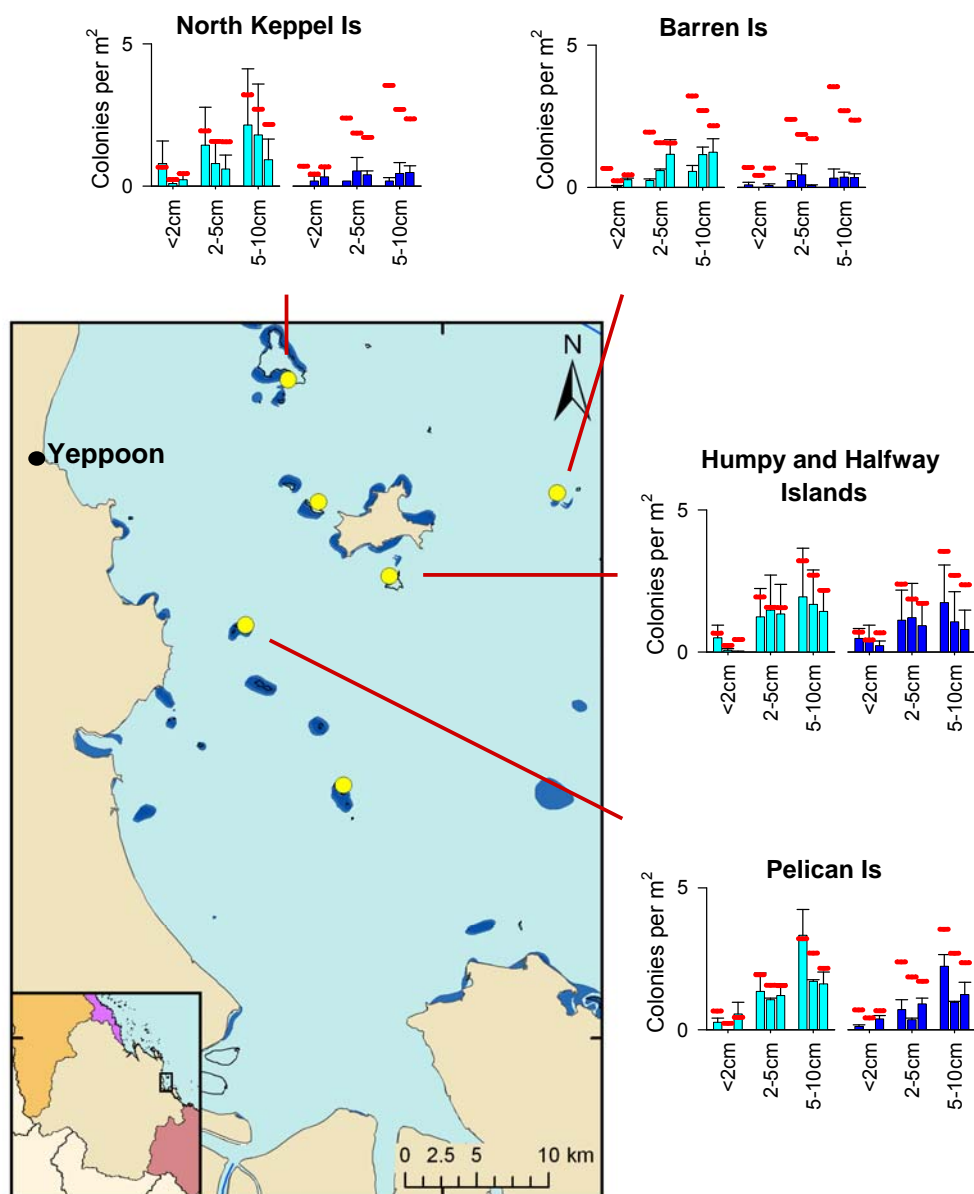 North Keppel Is
Colonies per m²
5
0
<2cm
2-5cm
5-10cm
<2cm
2-5cm
5-10cm
Barren Is
Colonies per m²
5
0
<2cm
2-5cm
5-10cm
<2cm
2-5cm
5-10cm
N
Yeppoon
Humpy and Halfway
Islands
Colonies per m²
5
0
<2cm
2-5cm
5-10cm
<2cm
2-5cm
5-10cm
Pelican Is
Colonies per m²
5
0
<2cm
2-5cm
5-10cm
<2cm
2-5cm
5-10cm
0 2.5 5 10 km